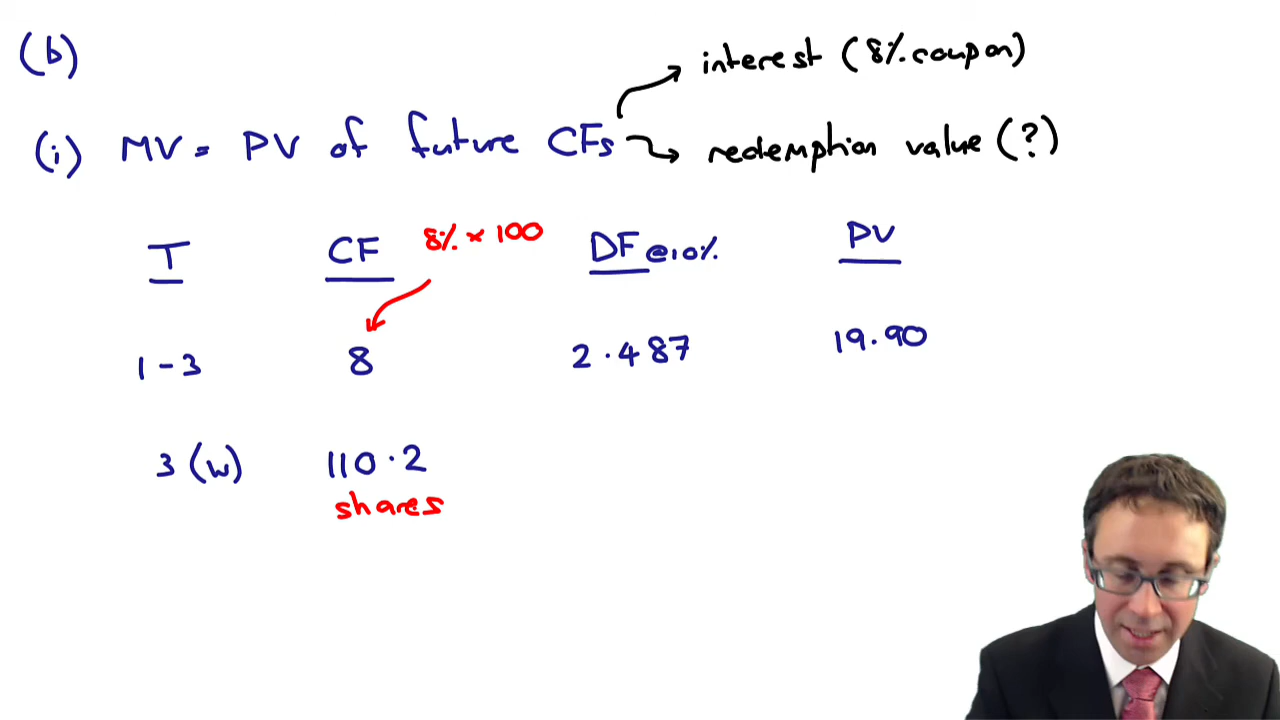 (b)
interest (8% coupon)
(i) MV = PV of future CFs
redemption value (?)
T CF 8% × 100 DF @10% PV
1 - 3 8 2.487 19.90
3 (w) 110.2
shares